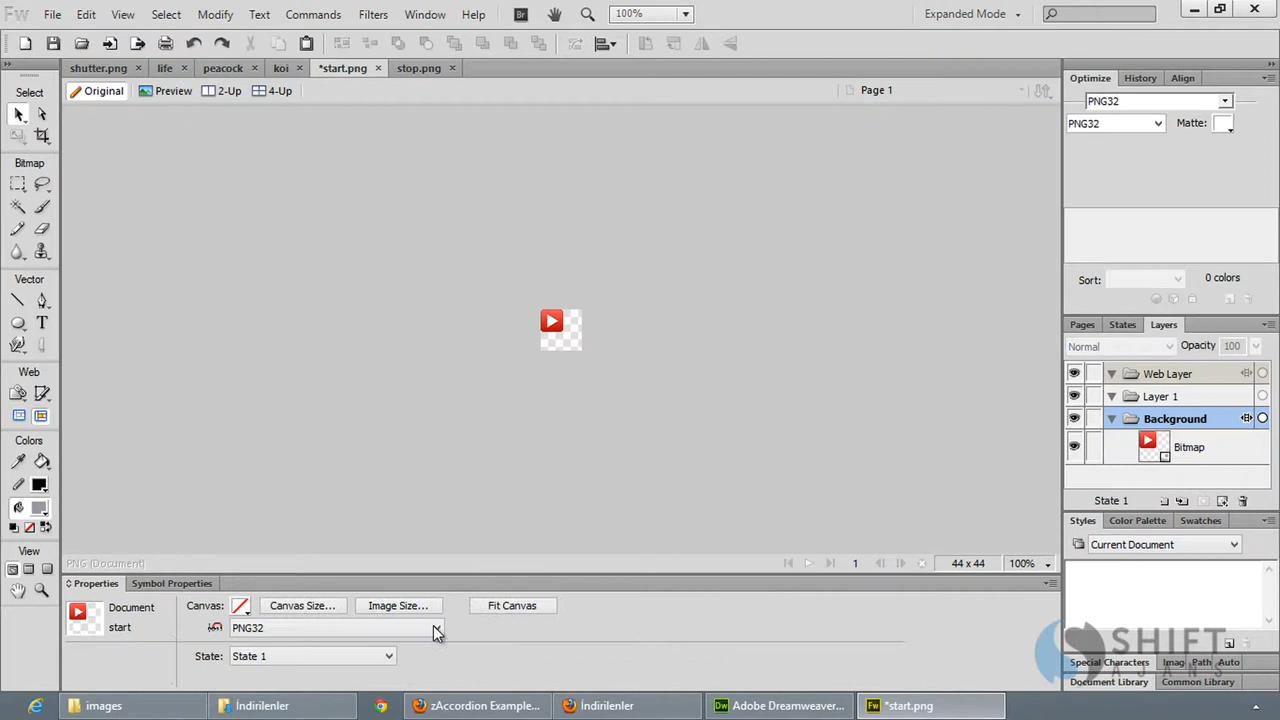 Fw File Edit View Select Modify Text Commands Filters Window Help Br 100% Expanded Mode
shutter.png life peacock koi *start.png stop.png
Original Preview 2-Up 4-Up Page 1
Select
Bitmap
Vector
T
Web
Colors
View
Optimize History Align
PNG32
PNG32 Matte:
Sort: 0 colors
Pages States Layers
Normal Opacity 100
Web Layer
Layer 1
Background
Bitmap
State 1
Styles Color Palette Swatches
Current Document
PNG (Document) 1 44 x 44 100%
Properties Symbol Properties
Document
start
Canvas: Canvas Size... Image Size... Fit Canvas
PNG32
State: State 1
SHIFT
AJANS
Special Characters Imag Path Auto
Document Library Common Library
images İndirilenler zAccordion Example... İndirilenler Dw Adobe Dreamweaver... Fw *start.png